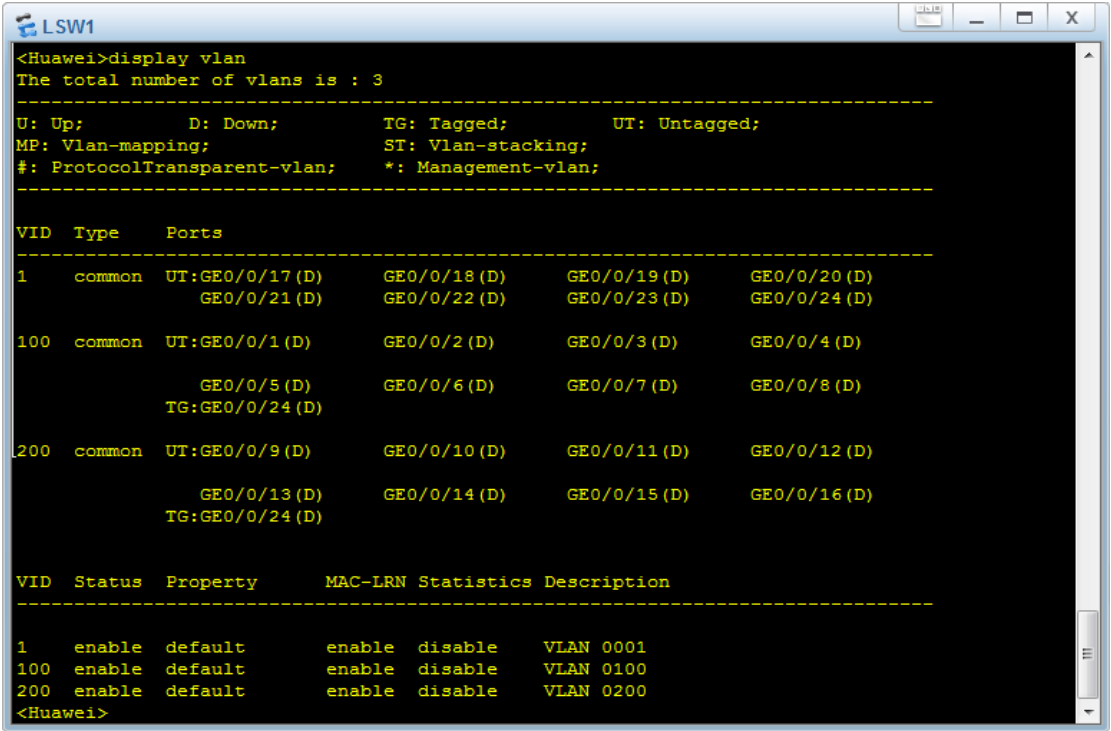 LSW1
<Huawei>display vlan
The total number of vlans is : 3
--------------------------------------------------------------------------------
U: Up;         D: Down;         TG: Tagged;         UT: Untagged;
MP: Vlan-mapping;               ST: Vlan-stacking;
#: ProtocolTransparent-vlan;    *: Management-vlan;
--------------------------------------------------------------------------------
VID  Type    Ports
--------------------------------------------------------------------------------
1    common  UT:GE0/0/17(D)     GE0/0/18(D)     GE0/0/19(D)     GE0/0/20(D)
                GE0/0/21(D)     GE0/0/22(D)     GE0/0/23(D)     GE0/0/24(D)
100  common  UT:GE0/0/1(D)      GE0/0/2(D)      GE0/0/3(D)      GE0/0/4(D)
                GE0/0/5(D)      GE0/0/6(D)      GE0/0/7(D)      GE0/0/8(D)
             TG:GE0/0/24(D)
200  common  UT:GE0/0/9(D)      GE0/0/10(D)     GE0/0/11(D)     GE0/0/12(D)
                GE0/0/13(D)     GE0/0/14(D)     GE0/0/15(D)     GE0/0/16(D)
             TG:GE0/0/24(D)
VID  Status  Property      MAC-LRN Statistics Description
--------------------------------------------------------------------------------
1    enable  default       enable  disable    VLAN 0001
100  enable  default       enable  disable    VLAN 0100
200  enable  default       enable  disable    VLAN 0200
<Huawei>